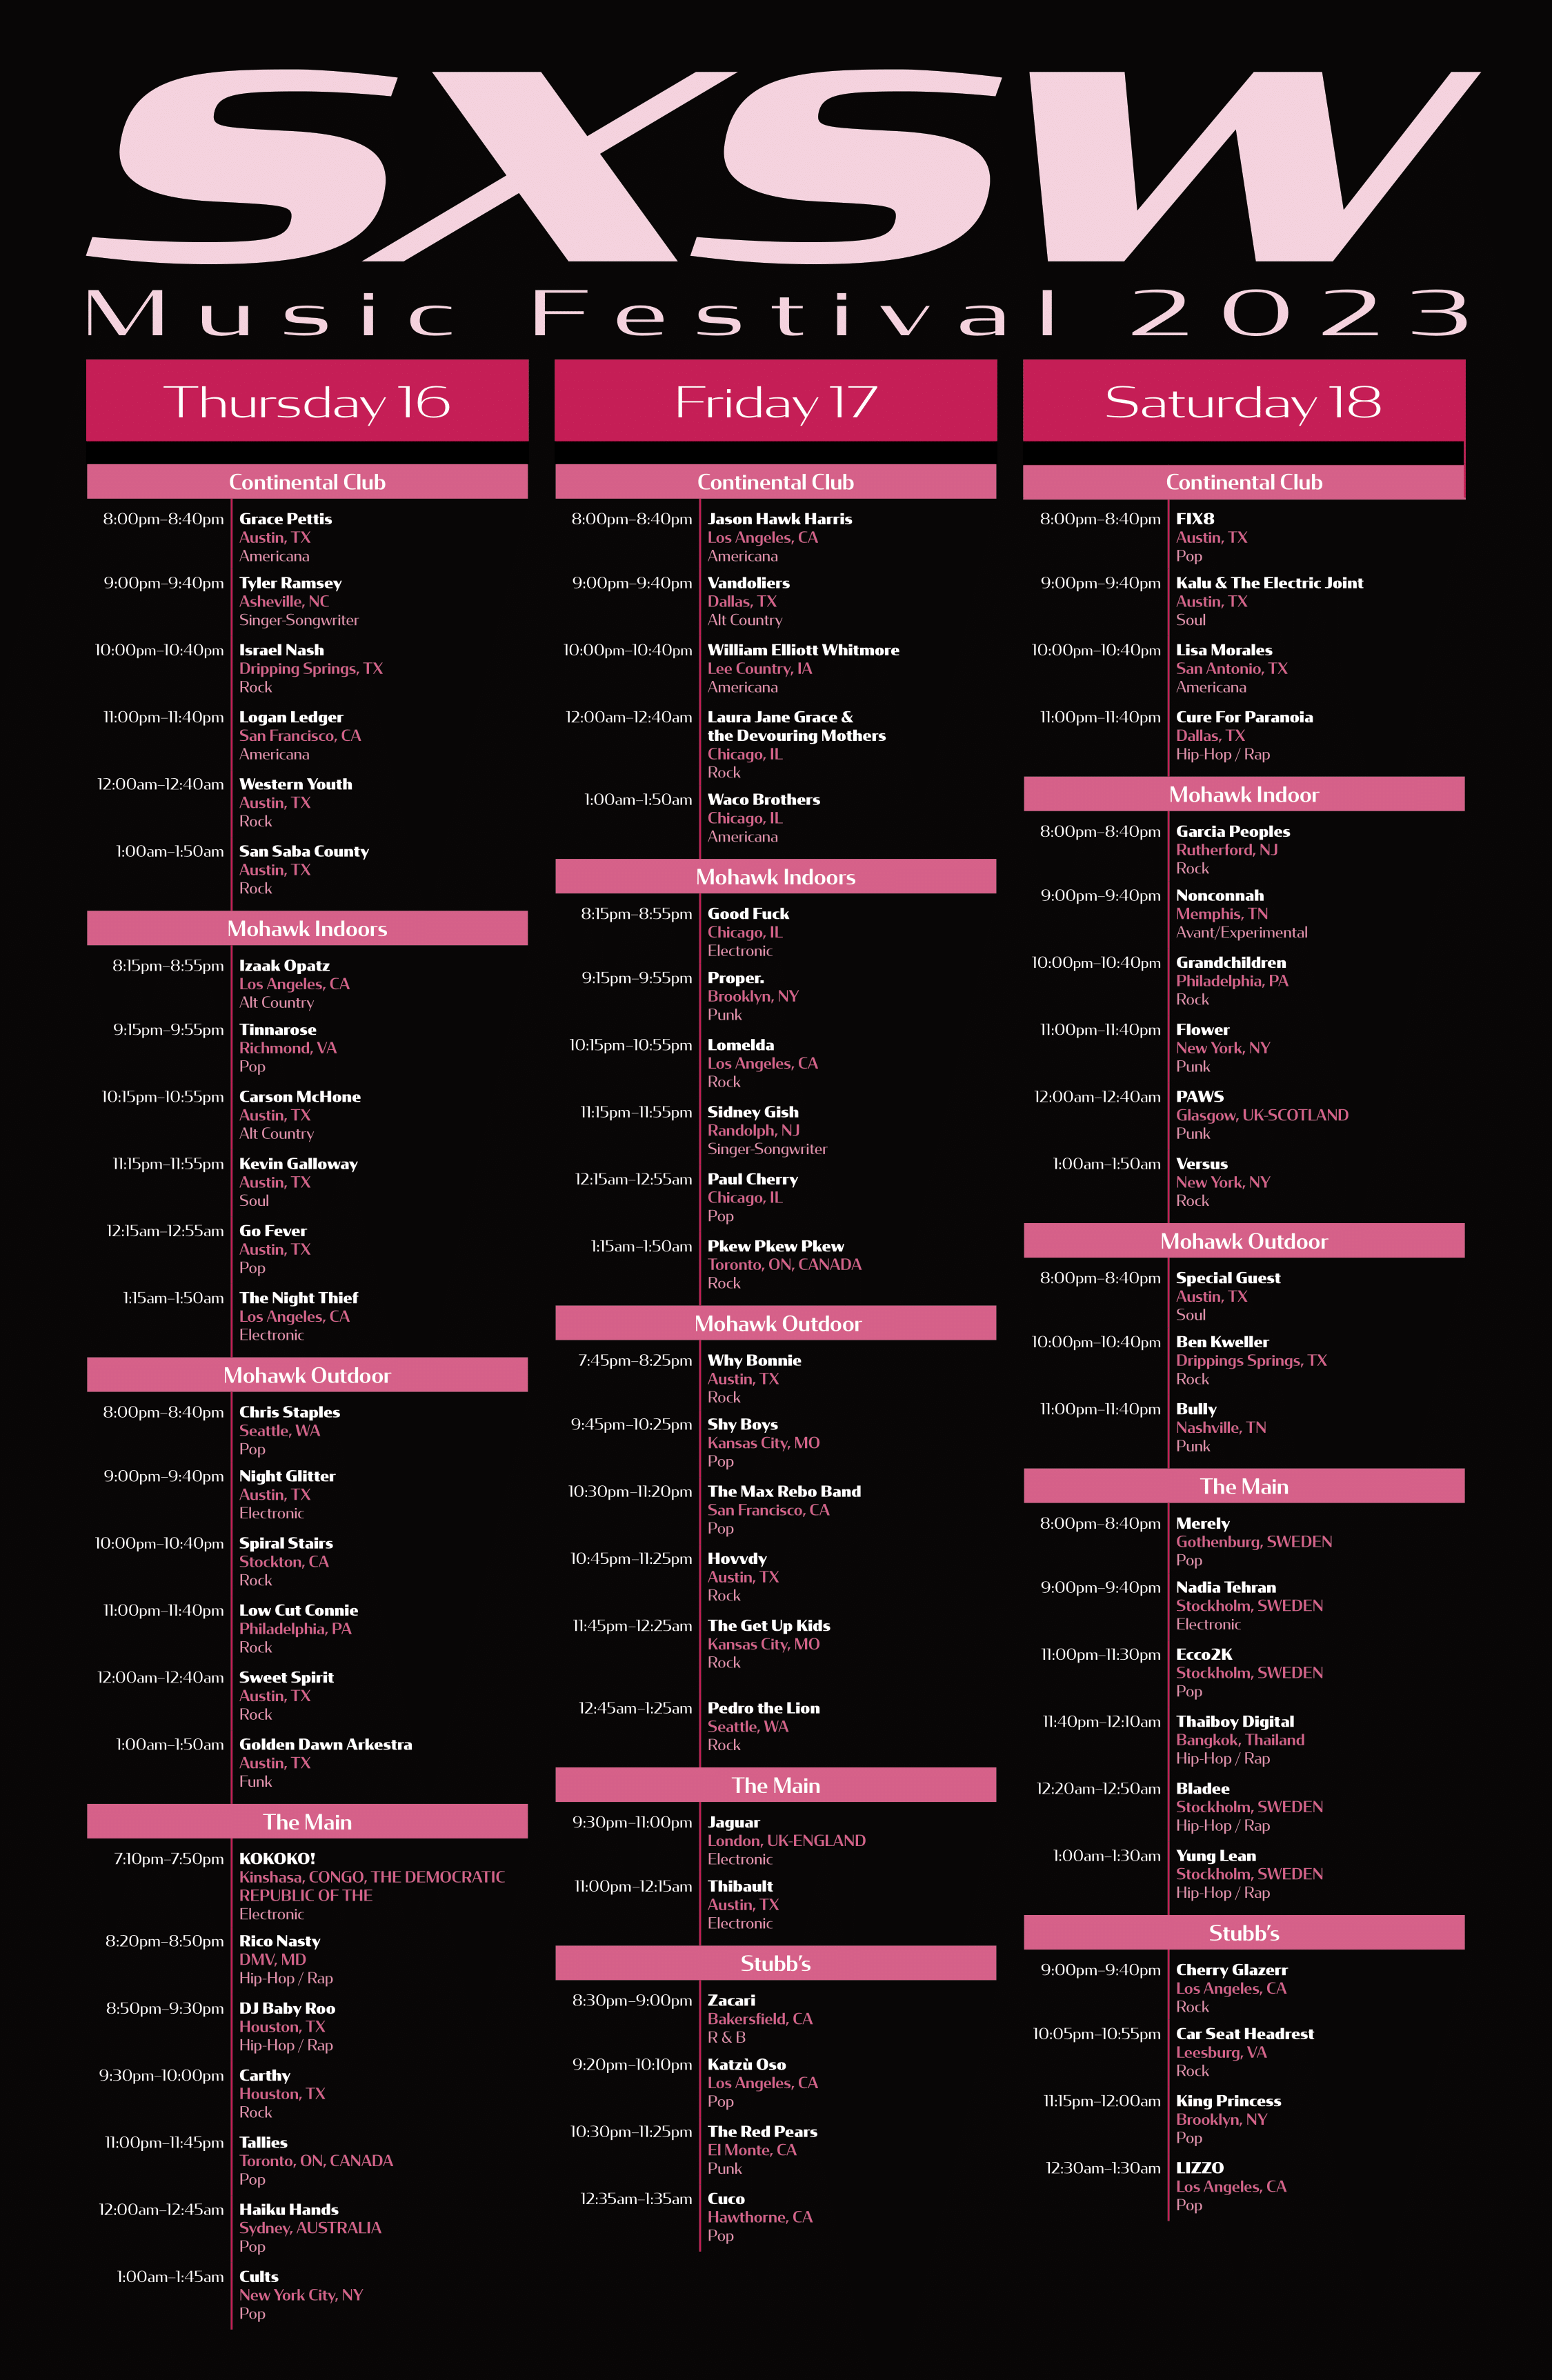 SXSW
Music Festival 2023
Thursday 16
Continental Club
8:00pm–8:40pm Grace Pettis
Austin, TX
Americana
9:00pm–9:40pm Tyler Ramsey
Asheville, NC
Singer-Songwriter
10:00pm–10:40pm Israel Nash
Dripping Springs, TX
Rock
11:00pm–11:40pm Logan Ledger
San Francisco, CA
Americana
12:00am–12:40am Western Youth
Austin, TX
Rock
1:00am–1:50am San Saba County
Austin, TX
Rock
Mohawk Indoors
8:15pm–8:55pm Izaak Opatz
Los Angeles, CA
Alt Country
9:15pm–9:55pm Tinnarose
Richmond, VA
Pop
10:15pm–10:55pm Carson McHone
Austin, TX
Alt Country
11:15pm–11:55pm Kevin Galloway
Austin, TX
Soul
12:15am–12:55am Go Fever
Austin, TX
Pop
1:15am–1:50am The Night Thief
Los Angeles, CA
Electronic
Mohawk Outdoor
8:00pm–8:40pm Chris Staples
Seattle, WA
Pop
9:00pm–9:40pm Night Glitter
Austin, TX
Electronic
10:00pm–10:40pm Spiral Stairs
Stockton, CA
Rock
11:00pm–11:40pm Low Cut Connie
Philadelphia, PA
Rock
12:00am–12:40am Sweet Spirit
Austin, TX
Rock
1:00am–1:50am Golden Dawn Arkestra
Austin, TX
Funk
The Main
7:10pm–7:50pm KOKOKO!
Kinshasa, CONGO, THE DEMOCRATIC
REPUBLIC OF THE
Electronic
8:20pm–8:50pm Rico Nasty
DMV, MD
Hip-Hop / Rap
8:50pm–9:30pm DJ Baby Roo
Houston, TX
Hip-Hop / Rap
9:30pm–10:00pm Carthy
Houston, TX
Rock
11:00pm–11:45pm Tallies
Toronto, ON, CANADA
Pop
12:00am–12:45am Haiku Hands
Sydney, AUSTRALIA
Pop
1:00am–1:45am Cults
New York City, NY
Pop
Friday 17
Continental Club
8:00pm–8:40pm Jason Hawk Harris
Los Angeles, CA
Americana
9:00pm–9:40pm Vandoliers
Dallas, TX
Alt Country
10:00pm–10:40pm William Elliott Whitmore
Lee Country, IA
Americana
12:00am–12:40am Laura Jane Grace &
the Devouring Mothers
Chicago, IL
Rock
1:00am–1:50am Waco Brothers
Chicago, IL
Americana
Mohawk Indoors
8:15pm–8:55pm Good Fuck
Chicago, IL
Electronic
9:15pm–9:55pm Proper.
Brooklyn, NY
Punk
10:15pm–10:55pm Lomelda
Los Angeles, CA
Rock
11:15pm–11:55pm Sidney Gish
Randolph, NJ
Singer-Songwriter
12:15am–12:55am Paul Cherry
Chicago, IL
Pop
1:15am–1:50am Pkew Pkew Pkew
Toronto, ON, CANADA
Rock
Mohawk Outdoor
7:45pm–8:25pm Why Bonnie
Austin, TX
Rock
9:45pm–10:25pm Shy Boys
Kansas City, MO
Pop
10:30pm–11:20pm The Max Rebo Band
San Francisco, CA
Pop
10:45pm–11:25pm Hovvdy
Austin, TX
Rock
11:45pm–12:25am The Get Up Kids
Kansas City, MO
Rock
12:45am–1:25am Pedro the Lion
Seattle, WA
Rock
The Main
9:30pm–11:00pm Jaguar
London, UK-ENGLAND
Electronic
11:00pm–12:15am Thibault
Austin, TX
Electronic
Stubb's
8:30pm–9:00pm Zacari
Bakersfield, CA
R & B
9:20pm–10:10pm Katzù Oso
Los Angeles, CA
Pop
10:30pm–11:25pm The Red Pears
El Monte, CA
Punk
12:35am–1:35am Cuco
Hawthorne, CA
Pop
Saturday 18
Continental Club
8:00pm–8:40pm FIX8
Austin, TX
Pop
9:00pm–9:40pm Kalu & The Electric Joint
Austin, TX
Soul
10:00pm–10:40pm Lisa Morales
San Antonio, TX
Americana
11:00pm–11:40pm Cure For Paranoia
Dallas, TX
Hip-Hop / Rap
Mohawk Indoor
8:00pm–8:40pm Garcia Peoples
Rutherford, NJ
Rock
9:00pm–9:40pm Nonconnah
Memphis, TN
Avant/Experimental
10:00pm–10:40pm Grandchildren
Philadelphia, PA
Rock
11:00pm–11:40pm Flower
New York, NY
Punk
12:00am–12:40am PAWS
Glasgow, UK-SCOTLAND
Punk
1:00am–1:50am Versus
New York, NY
Rock
Mohawk Outdoor
8:00pm–8:40pm Special Guest
Austin, TX
Soul
10:00pm–10:40pm Ben Kweller
Drippings Springs, TX
Rock
11:00pm–11:40pm Bully
Nashville, TN
Punk
The Main
8:00pm–8:40pm Merely
Gothenburg, SWEDEN
Pop
9:00pm–9:40pm Nadia Tehran
Stockholm, SWEDEN
Electronic
11:00pm–11:30pm Ecco2K
Stockholm, SWEDEN
Pop
11:40pm–12:10am Thaiboy Digital
Bangkok, Thailand
Hip-Hop / Rap
12:20am–12:50am Bladee
Stockholm, SWEDEN
Hip-Hop / Rap
1:00am–1:30am Yung Lean
Stockholm, SWEDEN
Hip-Hop / Rap
Stubb's
9:00pm–9:40pm Cherry Glazerr
Los Angeles, CA
Rock
10:05pm–10:55pm Car Seat Headrest
Leesburg, VA
Rock
11:15pm–12:00am King Princess
Brooklyn, NY
Pop
12:30am–1:30am LIZZO
Los Angeles, CA
Pop